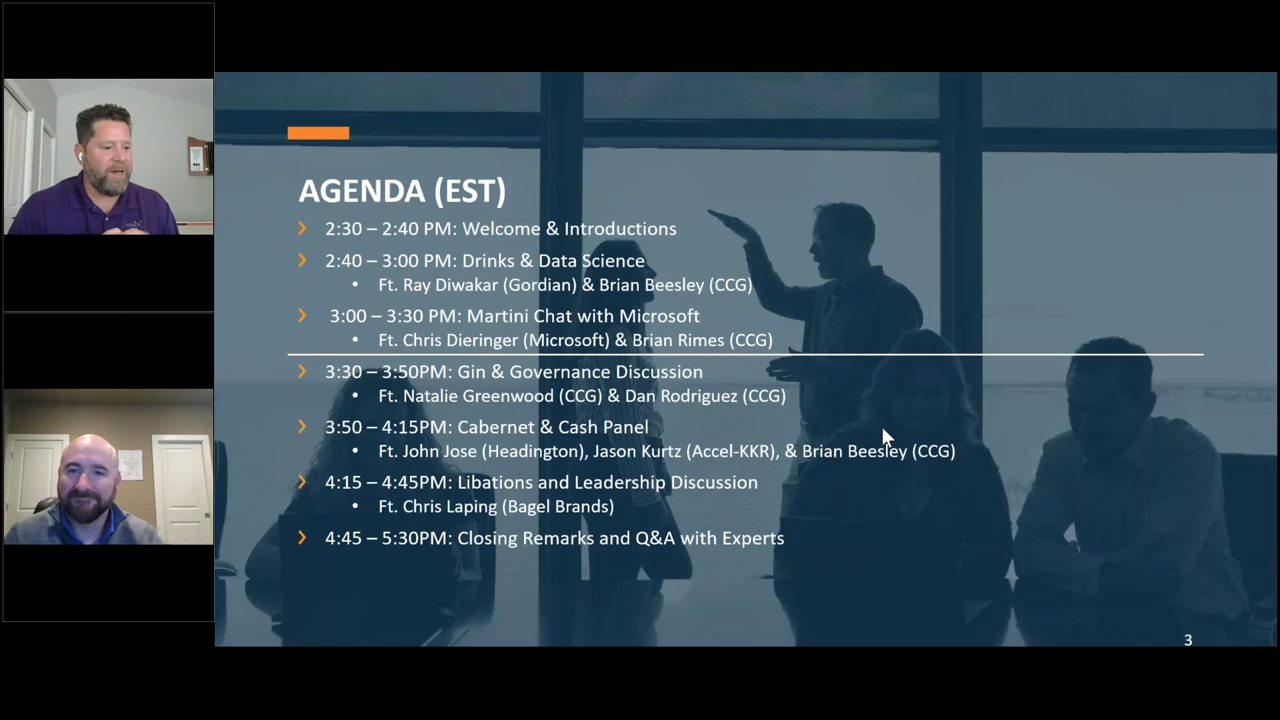 AGENDA (EST)
2:30 – 2:40 PM: Welcome & Introductions
2:40 – 3:00 PM: Drinks & Data Science
• Ft. Ray Diwakar (Gordian) & Brian Beesley (CCG)
3:00 – 3:30 PM: Martini Chat with Microsoft
• Ft. Chris Dieringer (Microsoft) & Brian Rimes (CCG)
3:30 – 3:50PM: Gin & Governance Discussion
• Ft. Natalie Greenwood (CCG) & Dan Rodriguez (CCG)
3:50 – 4:15PM: Cabernet & Cash Panel
• Ft. John Jose (Headington), Jason Kurtz (Accel-KKR), & Brian Beesley (CCG)
4:15 – 4:45PM: Libations and Leadership Discussion
• Ft. Chris Laping (Bagel Brands)
4:45 – 5:30PM: Closing Remarks and Q&A with Experts
3